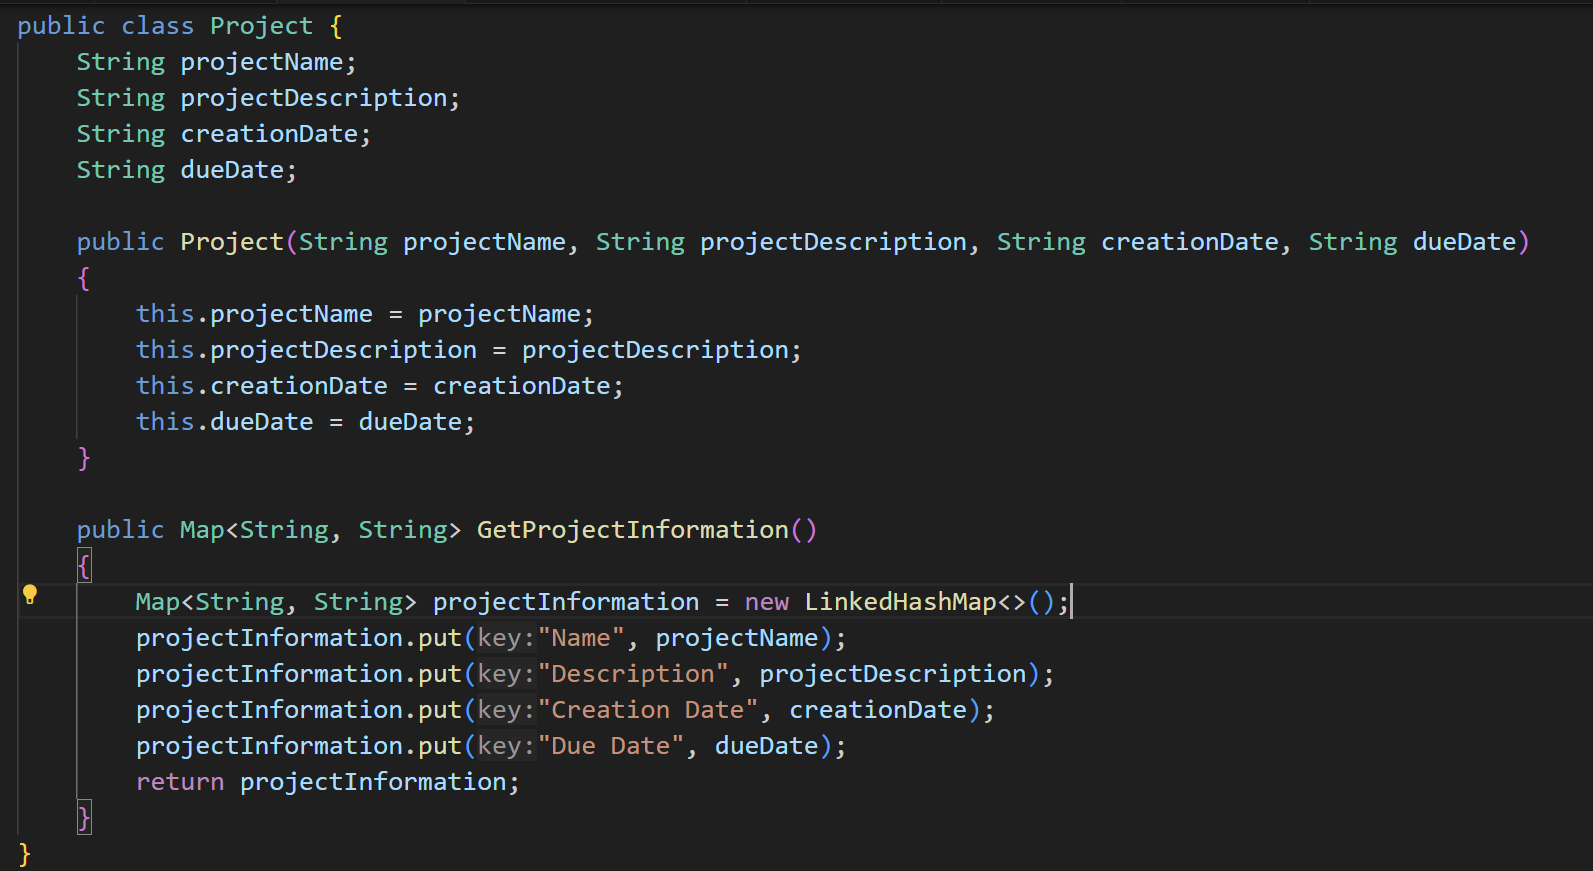 public class Project {
String projectName;
String projectDescription;
String creationDate;
String dueDate;
public Project(String projectName, String projectDescription, String creationDate, String dueDate)
{
this.projectName = projectName;
this.projectDescription = projectDescription;
this.creationDate = creationDate;
this.dueDate = dueDate;
}
public Map<String, String> GetProjectInformation()
{
Map<String, String> projectInformation = new LinkedHashMap<>();
projectInformation.put(key:"Name", projectName);
projectInformation.put(key:"Description", projectDescription);
projectInformation.put(key:"Creation Date", creationDate);
projectInformation.put(key:"Due Date", dueDate);
return projectInformation;
}
}